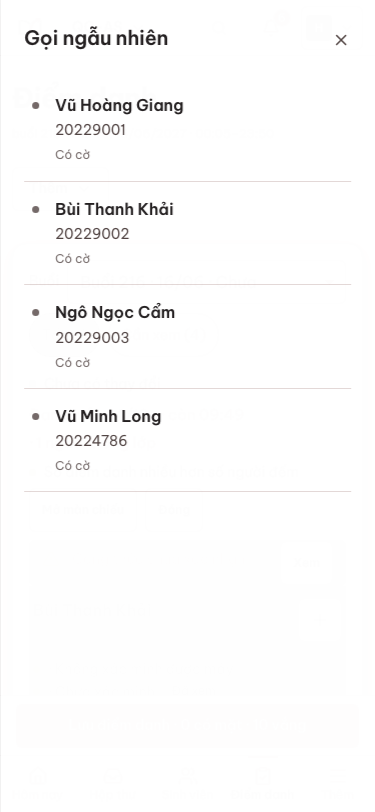 Gọi ngẫu nhiên
Vũ Hoàng Giang
20229001
Có cờ
Bùi Thanh Khải
20229002
Có cờ
Ngô Ngọc Cẩm
20229003
Có cờ
Vũ Minh Long
20224786
Có cờ